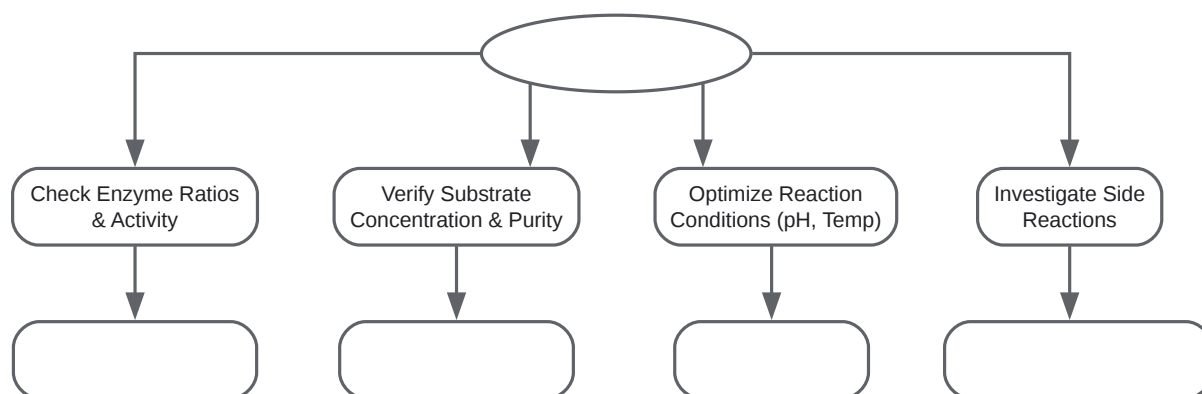 Check Enzyme Ratios
& Activity
Verify Substrate
Concentration & Purity
Optimize Reaction
Conditions (pH, Temp)
Investigate Side
Reactions